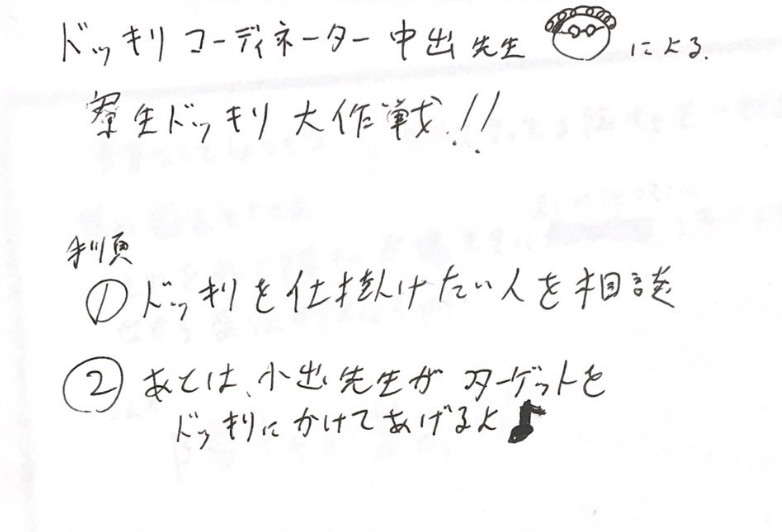 ドッキリコーディネーター中出先生による.
寮生ドッキリ大作戦!!
手順
① ドッキリを仕掛けたい人を相談
② あとは、小出先生がターゲットを
ドッキリにかけてあげるよ♪